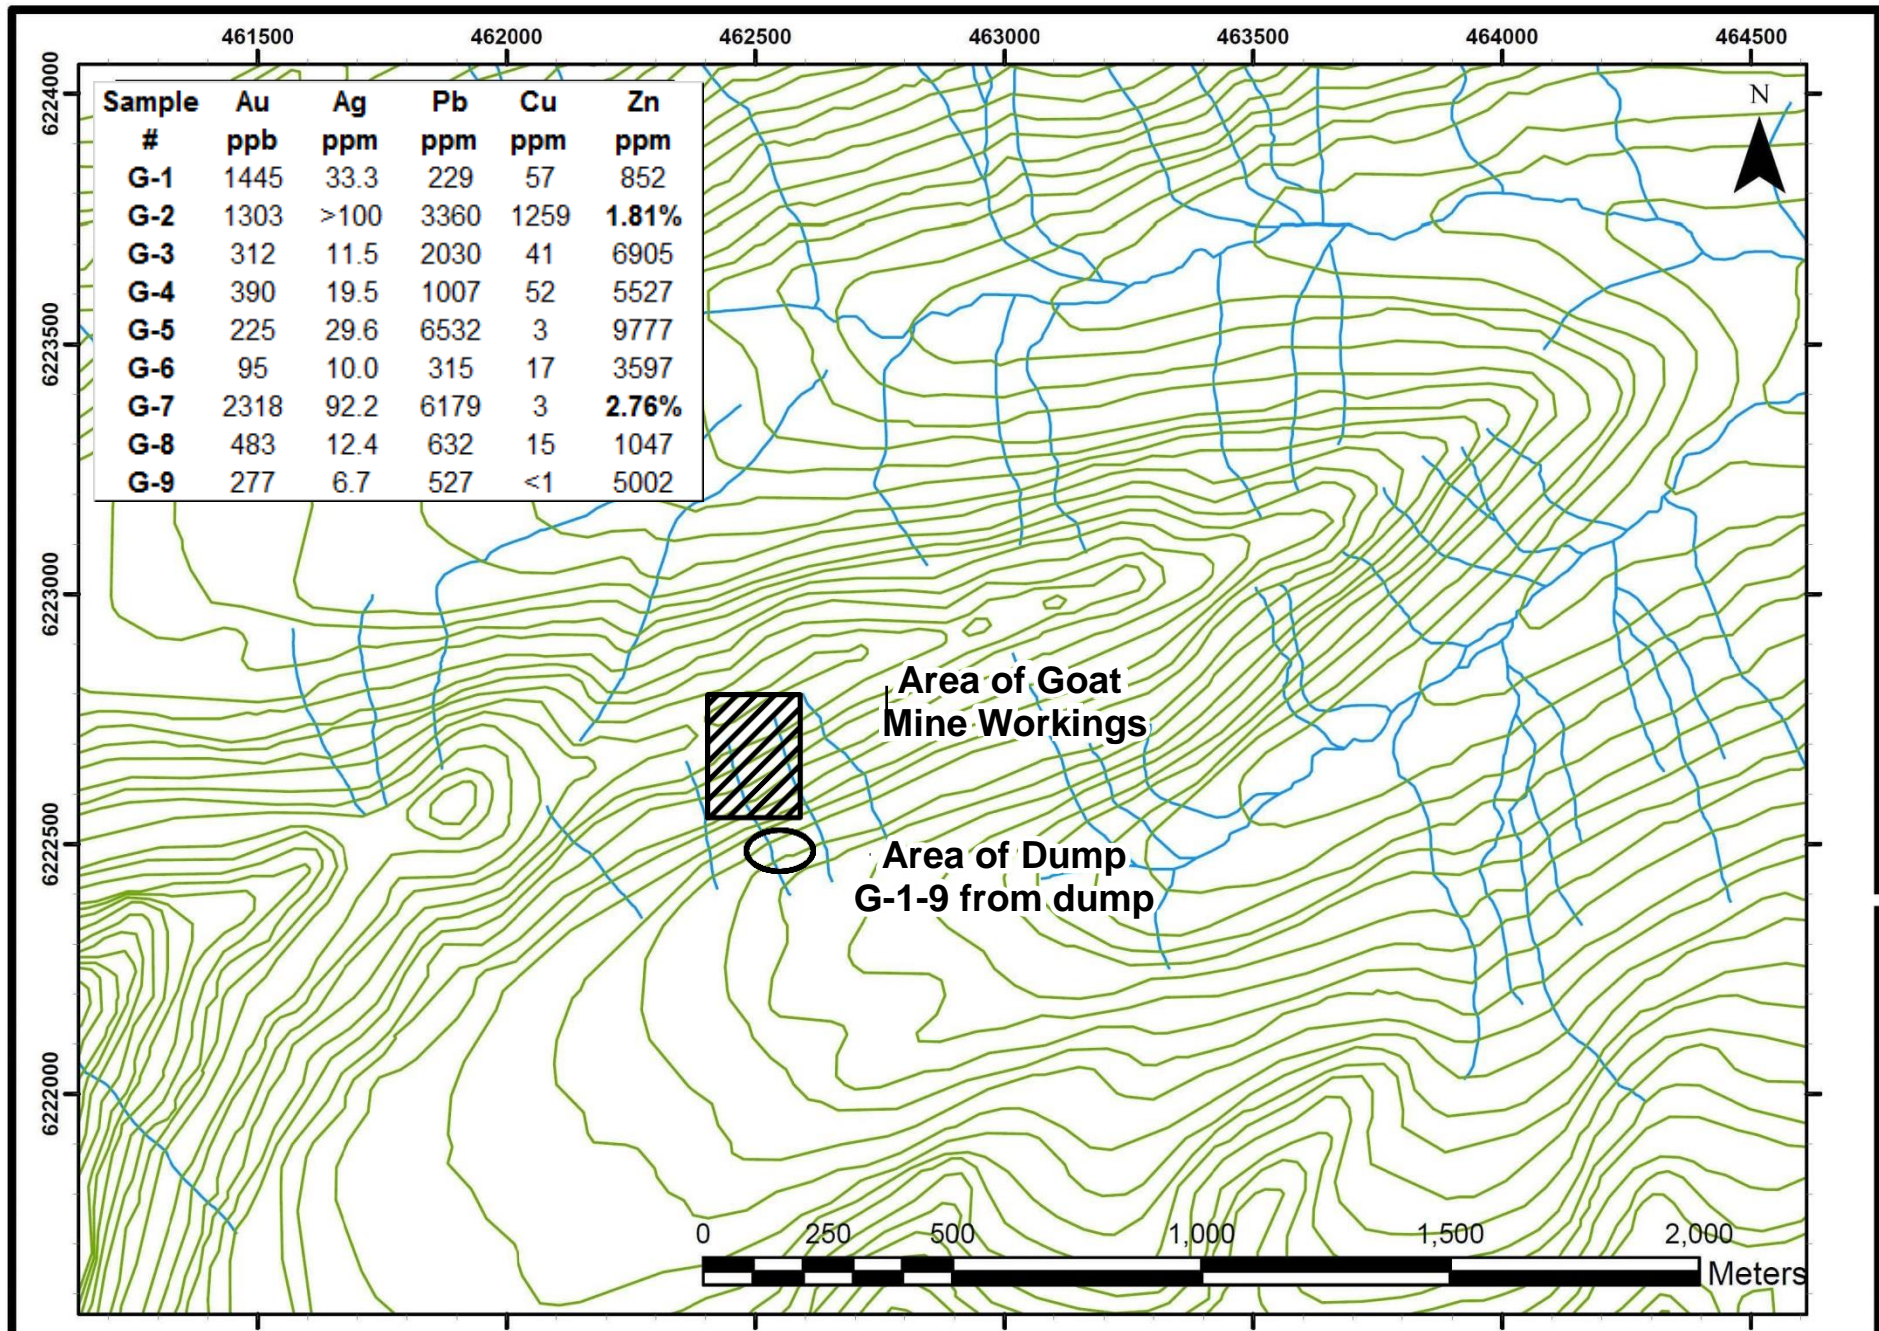 461500 462000 462500 463000 463500 464000 464500
6224000
6223500
6223000
6222500
6222000
N
Sample Au Ag Pb Cu Zn
# ppb ppm ppm ppm ppm
G-1 1445 33.3 229 57 852
G-2 1303 >100 3360 1259 1.81%
G-3 312 11.5 2030 41 6905
G-4 390 19.5 1007 52 5527
G-5 225 29.6 6532 3 9777
G-6 95 10.0 315 17 3597
G-7 2318 92.2 6179 3 2.76%
G-8 483 12.4 632 15 1047
G-9 277 6.7 527 <1 5002
Area of Goat
Mine Workings
Area of Dump
G-1-9 from dump
0 250 500 1,000 1,500 2,000
Meters